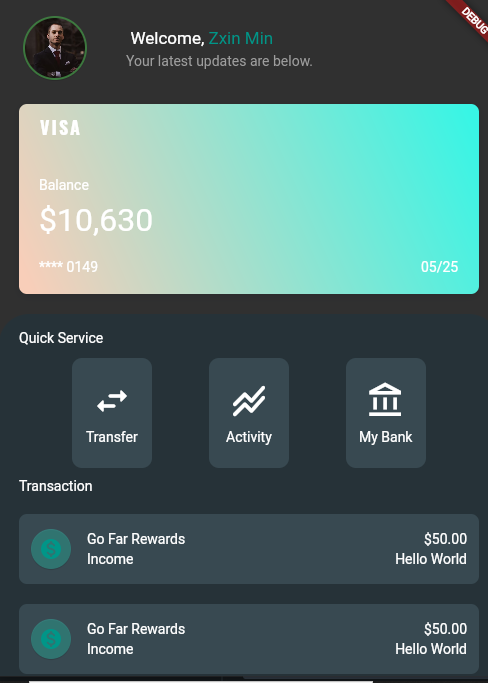 DEBUG
Welcome, Zxin Min
Your latest updates are below.
VISA
Balance
$10,630
**** 0149 05/25
Quick Service
Transfer Activity My Bank
Transaction
Go Far Rewards $50.00
Income Hello World
Go Far Rewards $50.00
Income Hello World